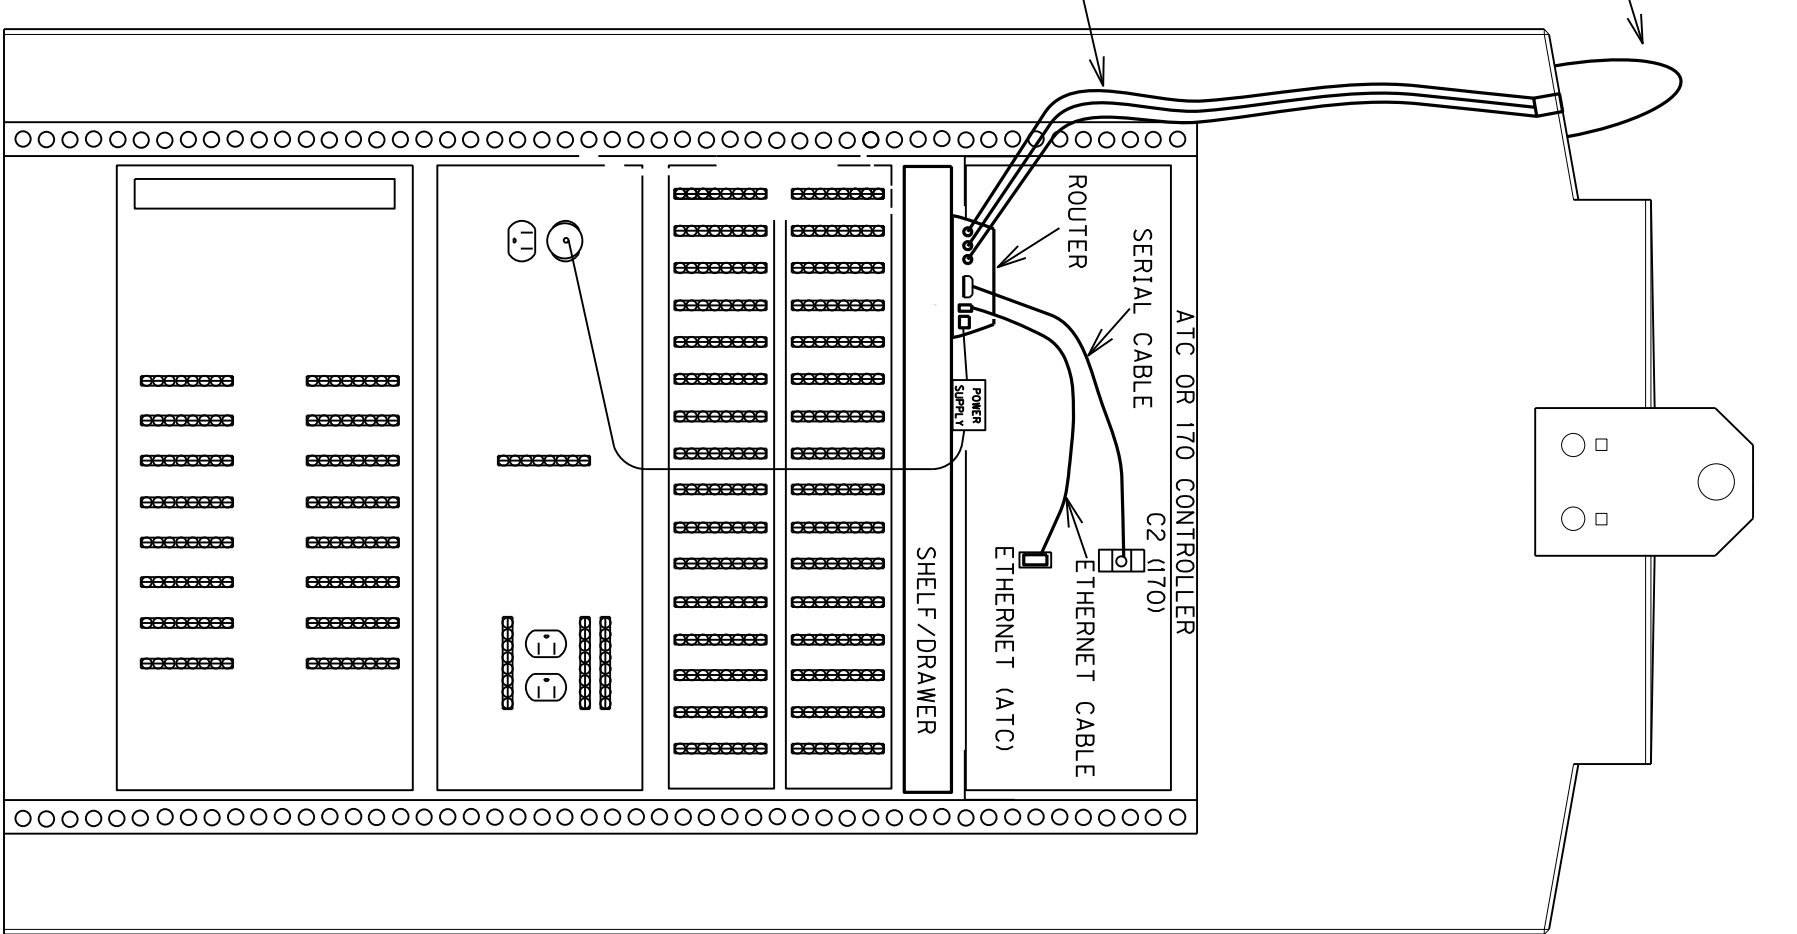 ATC OR 170 CONTROLLER
C2 (170)
SERIAL CABLE
ETHERNET CABLE
ROUTER
ETHERNET (ATC)
POWER
SUPPLY
SHELF/DRAWER